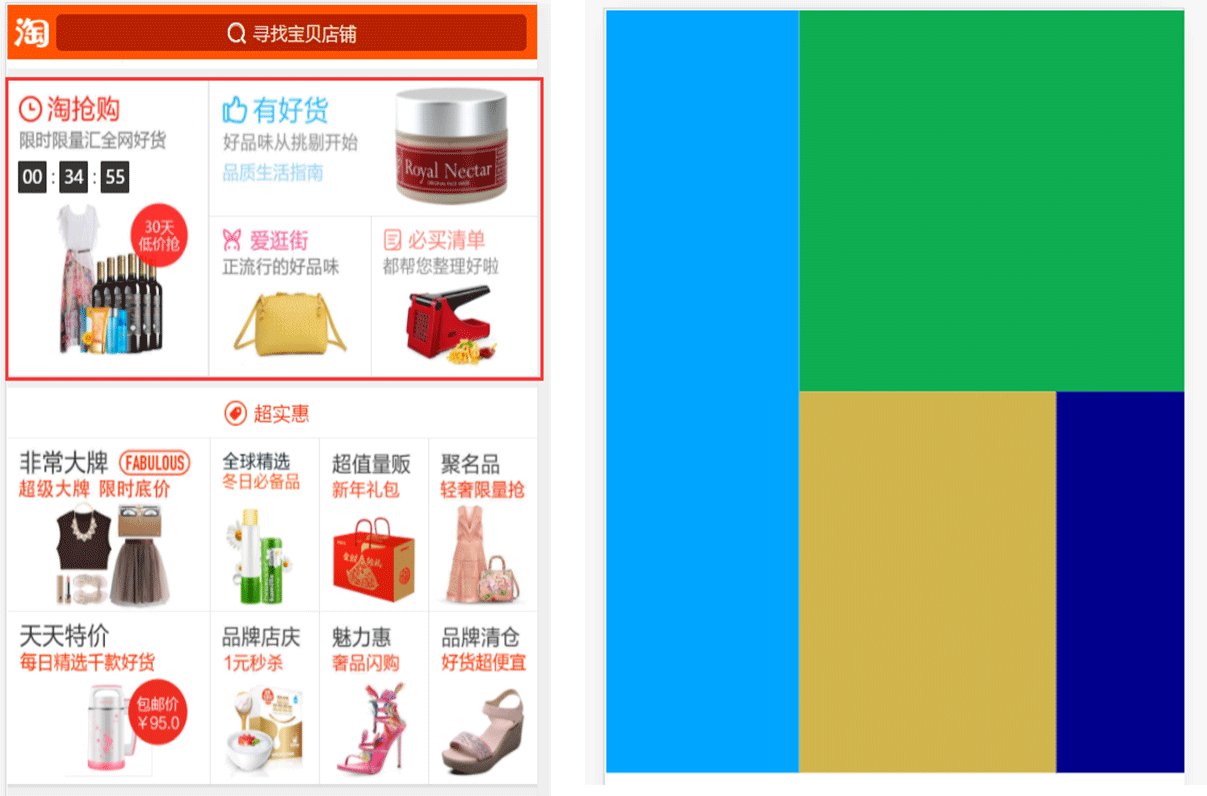 淘 寻找宝贝店铺
淘抢购
限时限量汇全网好货
00 : 34 : 55
30天
低价抢
有好货
好品味从挑剔开始
品质生活指南
Royal Nectar
爱逛街
正流行的好品味
必买清单
都帮您整理好啦
超实惠
非常大牌 FABULOUS
超级大牌 限时底价
全球精选
冬日必备品
超值量贩
新年礼包
聚名品
轻奢限量抢
天天特价
每日精选千款好货
包邮价
￥95.0
品牌店庆
1元秒杀
魅力惠
奢品闪购
品牌清仓
好货超便宜